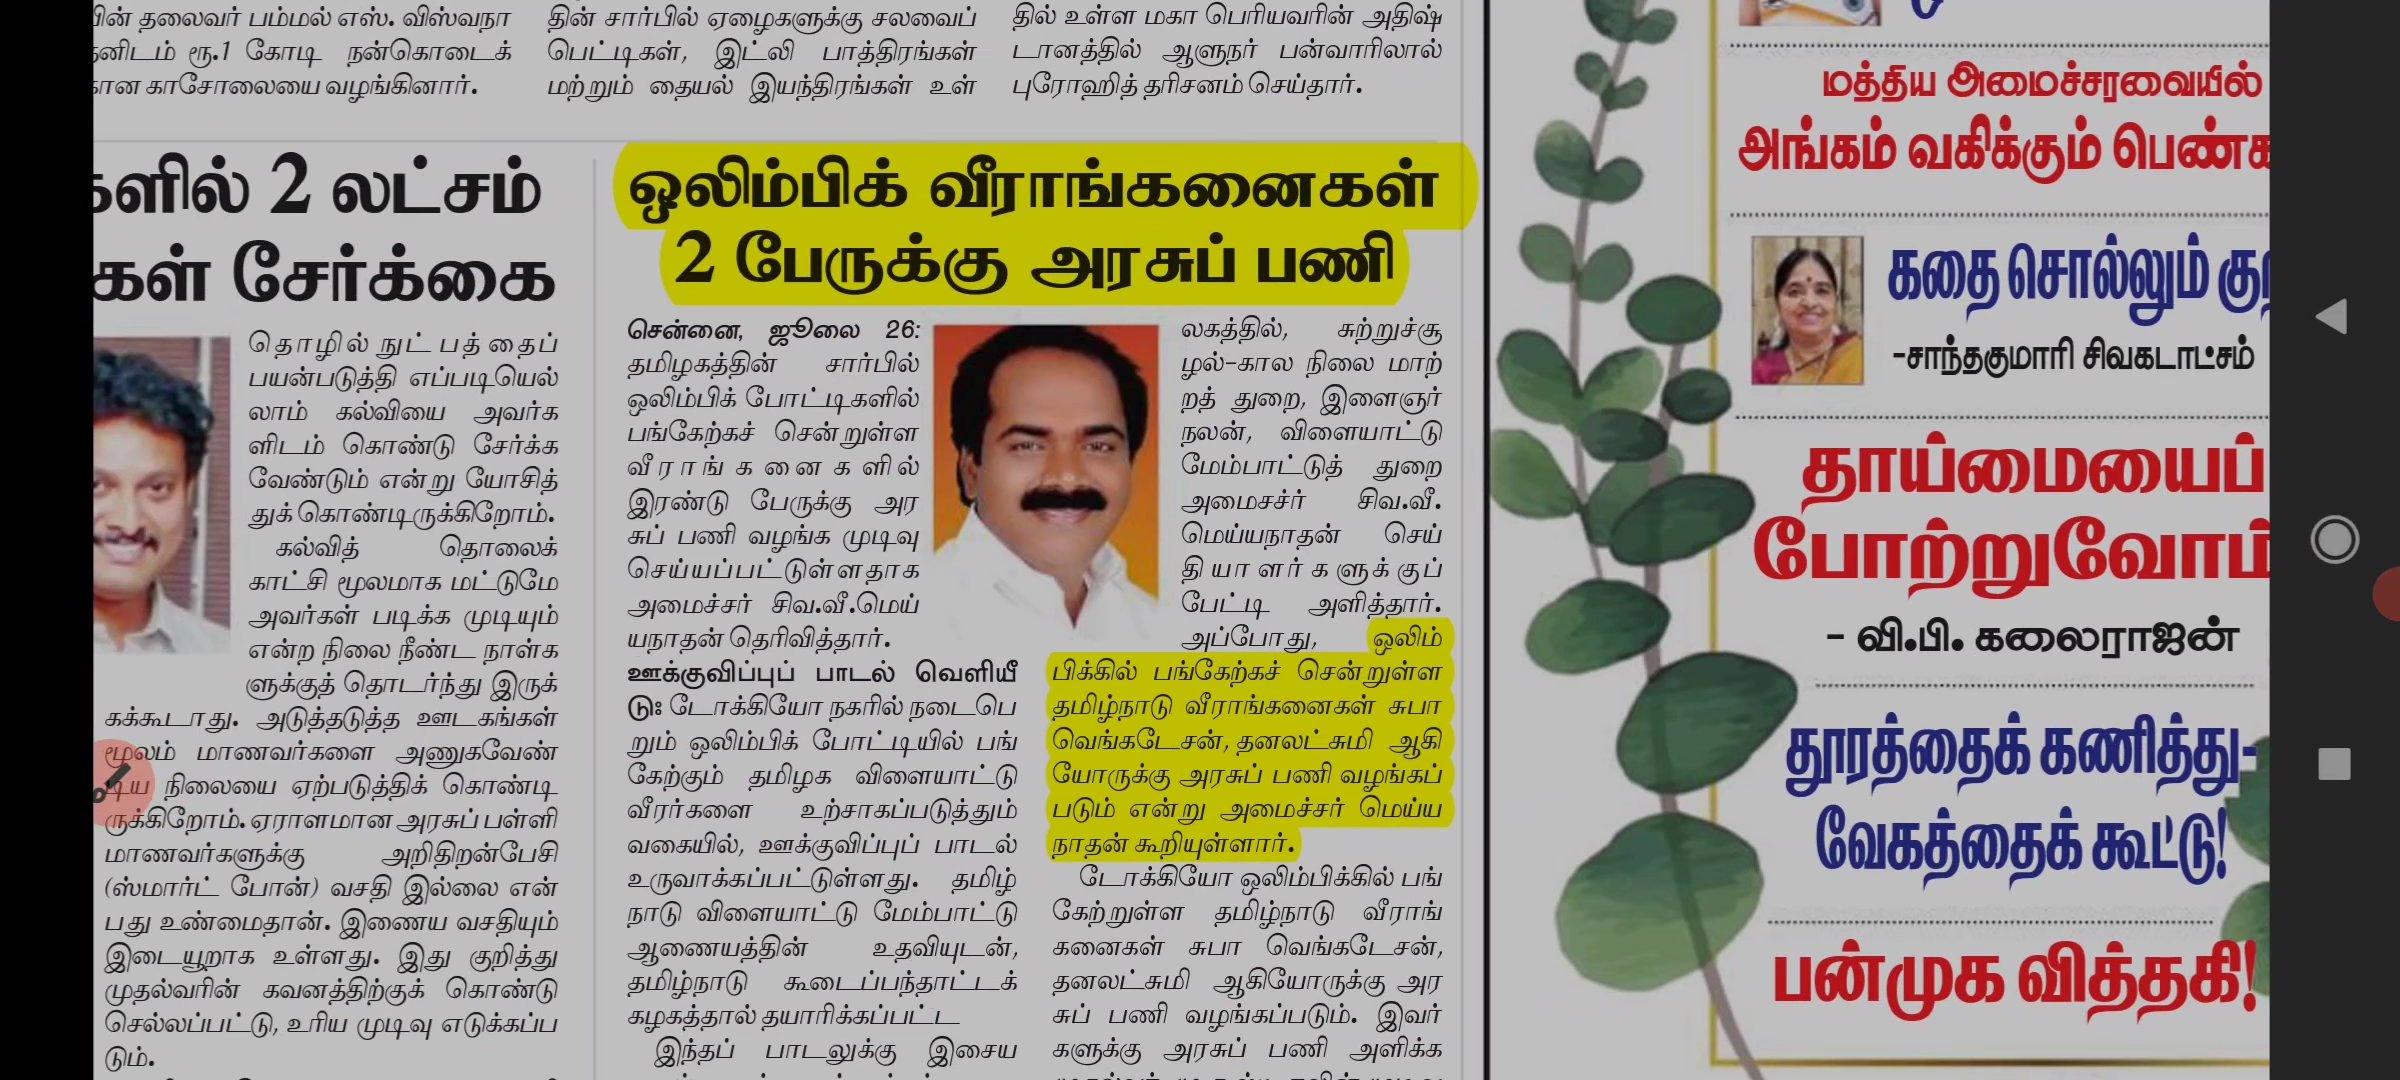 பின் தலைவர் பம்மல் எஸ். விஸ்வநா
தனிடம் ரூ.1 கோடி நன்கொடைக்
கான காசோலையை வழங்கினார்.
தின் சார்பில் ஏழைகளுக்கு சலவைப்
பெட்டிகள், இட்லி பாத்திரங்கள்
மற்றும் தையல் இயந்திரங்கள் உள்
தில் உள்ள மகா பெரியவரின் அதிஷ்
டானத்தில் ஆளுநர் பன்வாரிலால்
புரோஹித் தரிசனம் செய்தார்.
களில் 2 லட்சம்
கள் சேர்க்கை
தொழில் நுட் பத் தைப்
பயன்படுத்தி எப்படியெல்
லாம் கல்வியை அவர்க
ளிடம் கொண்டு சேர்க்க
வேண்டும் என்று யோசித்
துக் கொண்டிருக்கிறோம்.
கல்வித் தொலைக்
காட்சி மூலமாக மட்டுமே
அவர்கள் படிக்க முடியும்
என்ற நிலை நீண்ட நாள்க
ளுக்குத் தொடர்ந்து இருக்
கக்கூடாது. அடுத்தடுத்த ஊடகங்கள்
மூலம் மாணவர்களை அணுகவேண்
டிய நிலையை ஏற்படுத்திக் கொண்டி
ருக்கிறோம். ஏராளமான அரசுப் பள்ளி
மாணவர்களுக்கு அறிதிறன்பேசி
(ஸ்மார்ட் போன்) வசதி இல்லை என்
பது உண்மைதான். இணைய வசதியும்
இடையூறாக உள்ளது. இது குறித்து
முதல்வரின் கவனத்திற்குக் கொண்டு
செல்லப்பட்டு, உரிய முடிவு எடுக்கப்ப
டும்.
ஒலிம்பிக் வீராங்கனைகள்
2 பேருக்கு அரசுப் பணி
சென்னை, ஜூலை 26:
தமிழகத்தின் சார்பில்
ஒலிம்பிக் போட்டிகளில்
பங்கேற்கச் சென்றுள்ள
வீ ரா ங் க னை க ளி ல்
இரண்டு பேருக்கு அர
சுப் பணி வழங்க முடிவு
செய்யப்பட்டுள்ளதாக
அமைச்சர் சிவ.வீ.மெய்
யநாதன் தெரிவித்தார்.
ஊக்குவிப்புப் பாடல் வெளியீ
டு: டோக்கியோ நகரில் நடைபெ
றும் ஒலிம்பிக் போட்டியில் பங்
கேற்கும் தமிழக விளையாட்டு
வீரர்களை உற்சாகப்படுத்தும்
வகையில், ஊக்குவிப்புப் பாடல்
உருவாக்கப்பட்டுள்ளது. தமிழ்
நாடு விளையாட்டு மேம்பாட்டு
ஆணையத்தின் உதவியுடன்,
தமிழ்நாடு கூடைப்பந்தாட்டக்
கழகத்தால் தயாரிக்கப்பட்ட
இந்தப் பாடலுக்கு இசைய
லகத்தில், சுற்றுச்சூ
ழல்-கால நிலை மாற்
றத் துறை, இளைஞர்
நலன், விளையாட்டு
மேம்பாட்டுத் துறை
அமைசச்ர் சிவ.வீ.
மெய்யநாதன் செய்
தி யா ளர் க ளுக் குப்
பேட்டி அளித்தார்.
அப்போது, ஒலிம்
பிக்கில் பங்கேற்கச் சென்றுள்ள
தமிழ்நாடு வீராங்கனைகள் சுபா
வெங்கடேசன், தனலட்சுமி ஆகி
யோருக்கு அரசுப் பணி வழங்கப்
படும் என்று அமைச்சர் மெய்ய
நாதன் கூறியுள்ளார்.
டோக்கியோ ஒலிம்பிக்கில் பங்
கேற்றுள்ள தமிழ்நாடு வீராங்
கனைகள் சுபா வெங்கடேசன்,
தனலட்சுமி ஆகியோருக்கு அர
சுப் பணி வழங்கப்படும். இவர்
களுக்கு அரசுப் பணி அளிக்க
மத்திய அமைச்சரவையில்
அங்கம் வகிக்கும் பெண்க
கதை சொல்லும் குற
-சாந்தகுமாரி சிவகடாட்சம்
தாய்மையைப்
போற்றுவோம்
- வி.பி. கலைராஜன்
தூரத்தைக் கணித்து-
வேகத்தைக் கூட்டு!
பன்முக வித்தகி!